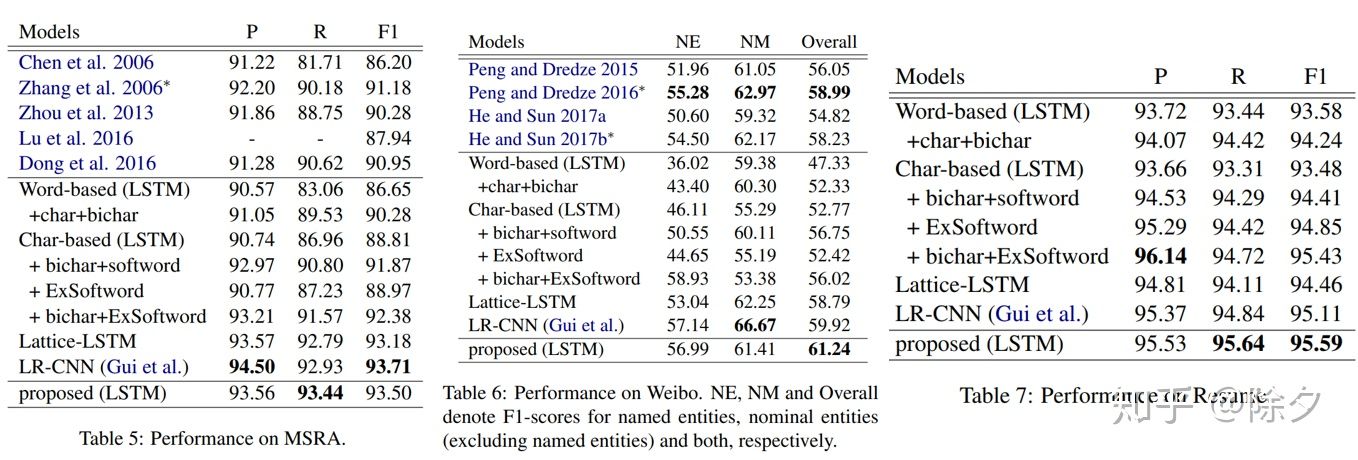 Models P R F1
Chen et al. 2006 91.22 81.71 86.20
Zhang et al. 2006* 92.20 90.18 91.18
Zhou et al. 2013 91.86 88.75 90.28
Lu et al. 2016 - - 87.94
Dong et al. 2016 91.28 90.62 90.95
Word-based (LSTM) 90.57 83.06 86.65
+char+bichar 91.05 89.53 90.28
Char-based (LSTM) 90.74 86.96 88.81
+ bichar+softword 92.97 90.80 91.87
+ ExSoftword 90.77 87.23 88.97
+ bichar+ExSoftword 93.21 91.57 92.38
Lattice-LSTM 93.57 92.79 93.18
LR-CNN (Gui et al.) 94.50 92.93 93.71
proposed (LSTM) 93.56 93.44 93.50
Table 5: Performance on MSRA.
Models NE NM Overall
Peng and Dredze 2015 51.96 61.05 56.05
Peng and Dredze 2016* 55.28 62.97 58.99
He and Sun 2017a 50.60 59.32 54.82
He and Sun 2017b* 54.50 62.17 58.23
Word-based (LSTM) 36.02 59.38 47.33
+char+bichar 43.40 60.30 52.33
Char-based (LSTM) 46.11 55.29 52.77
+ bichar+softword 50.55 60.11 56.75
+ ExSoftword 44.65 55.19 52.42
+ bichar+ExSoftword 58.93 53.38 56.02
Lattice-LSTM 53.04 62.25 58.79
LR-CNN (Gui et al.) 57.14 66.67 59.92
proposed (LSTM) 56.99 61.41 61.24
Table 6: Performance on Weibo. NE, NM and Overall
denote F1-scores for named entities, nominal entities
(excluding named entities) and both, respectively.
Models P R F1
Word-based (LSTM) 93.72 93.44 93.58
+char+bichar 94.07 94.42 94.24
Char-based (LSTM) 93.66 93.31 93.48
+ bichar+softword 94.53 94.29 94.41
+ ExSoftword 95.29 94.42 94.85
+ bichar+ExSoftword 96.14 94.72 95.43
Lattice-LSTM 94.81 94.11 94.46
LR-CNN (Gui et al.) 95.37 94.84 95.11
proposed (LSTM) 95.53 95.64 95.59
Table 7: Performance on Resume.
知乎 @除夕